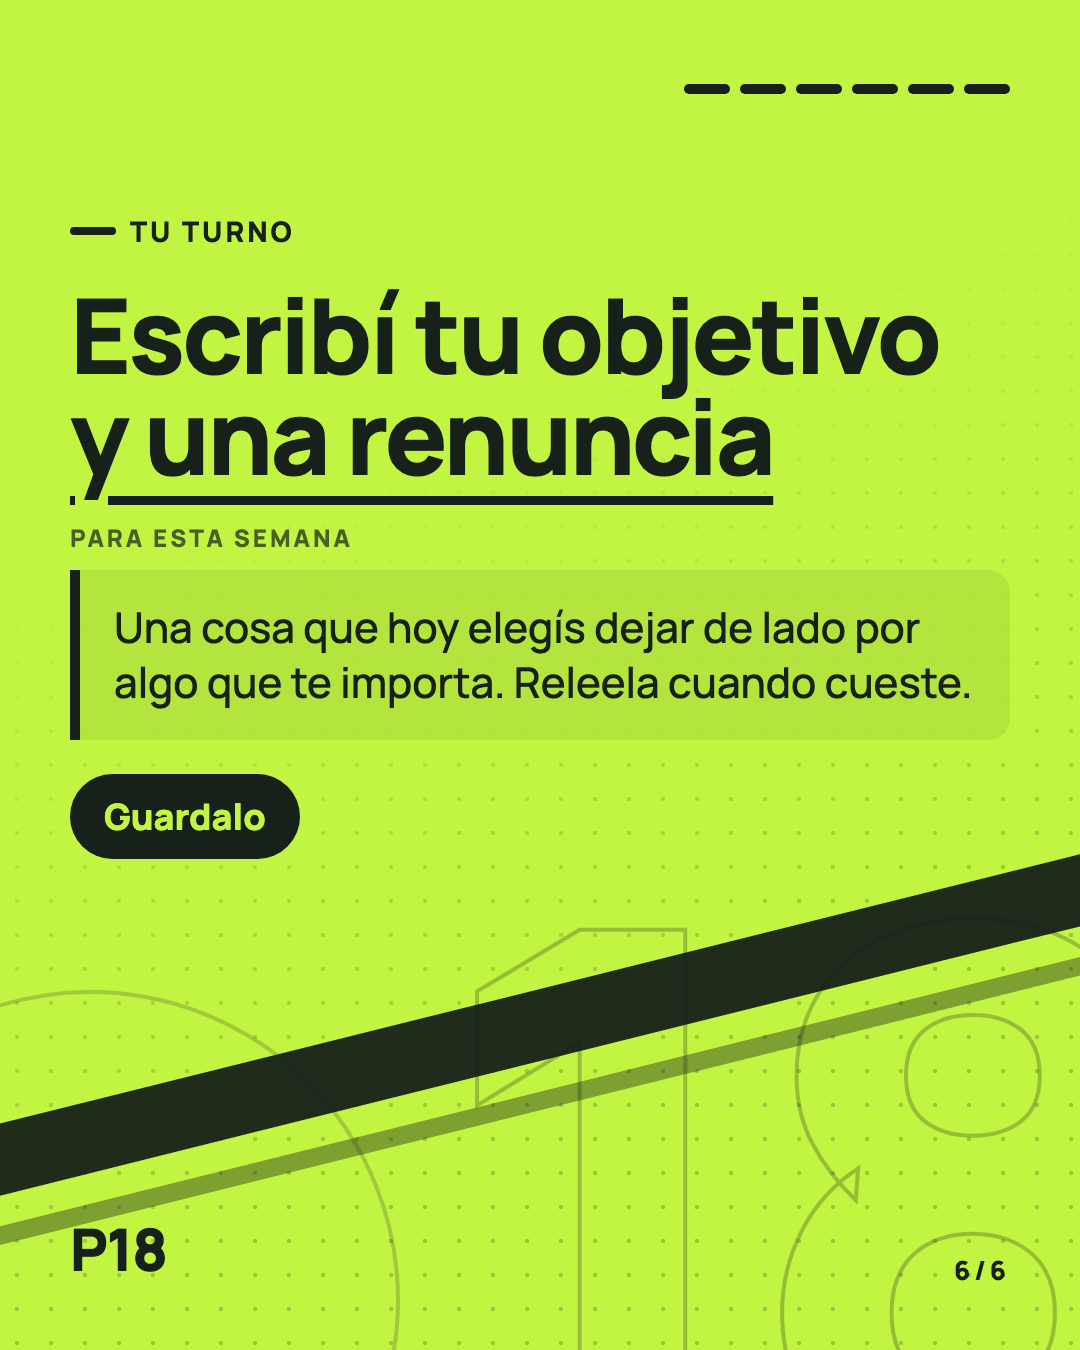 TU TURNO
Escribí tu objetivo
y una renuncia
PARA ESTA SEMANA
Una cosa que hoy elegís dejar de lado por
algo que te importa. Releela cuando cueste.
Guardalo
P18
6 / 6